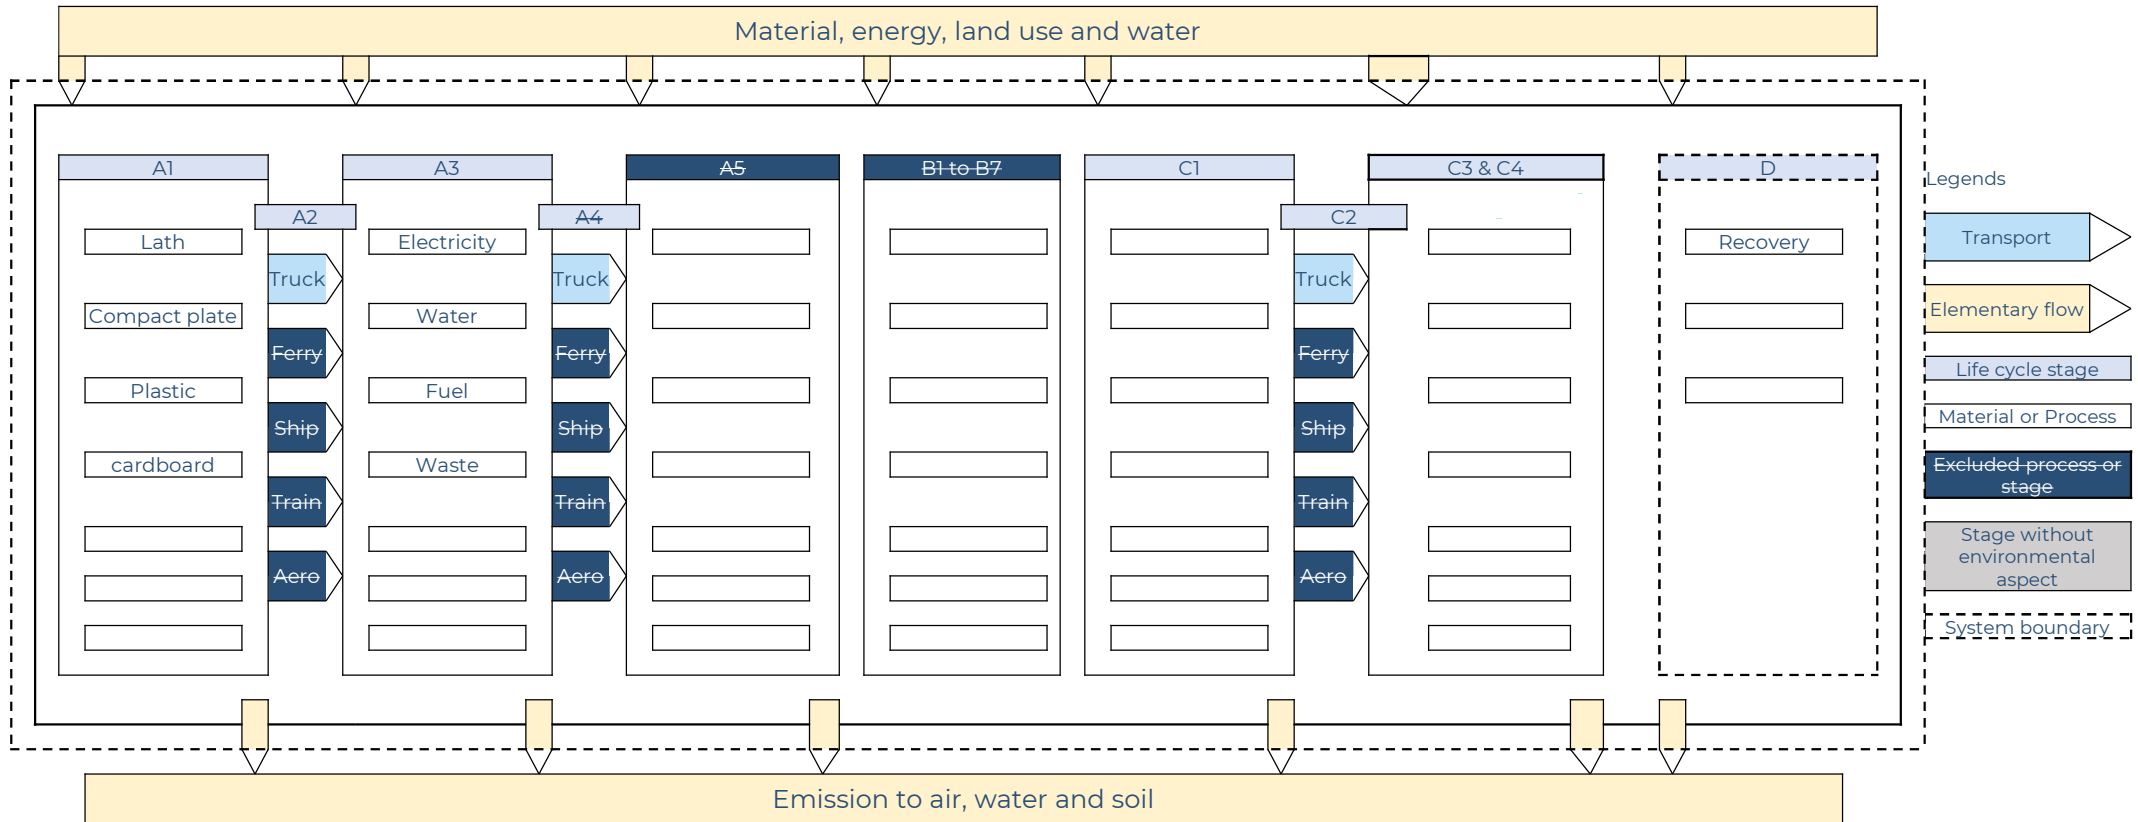 Material, energy, land use and water
A1
A2
A3
A4
A5
B1 to B7
C1
C2
C3 & C4
D
Lath
Compact plate
Plastic
cardboard
Truck
Ferry
Ship
Train
Aero
Electricity
Water
Fuel
Waste
Truck
Ferry
Ship
Train
Aero
Truck
Ferry
Ship
Train
Aero
Recovery
Legends
Transport
Elementary flow
Life cycle stage
Material or Process
Excluded process or
stage
Stage without
environmental
aspect
System boundary
Emission to air, water and soil